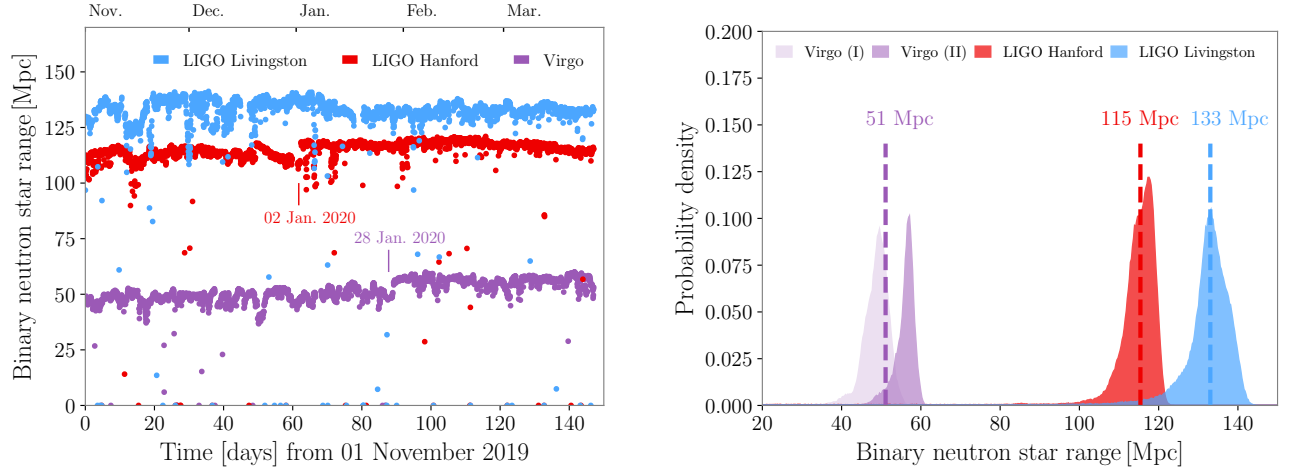 Nov. Dec. Jan. Feb. Mar.
LIGO Livingston LIGO Hanford Virgo
150
125
100
75
50
25
0
Binary neutron star range [Mpc]
02 Jan. 2020
28 Jan. 2020
0 20 40 60 80 100 120 140
Time [days] from 01 November 2019
0.200
0.175
0.150
0.125
0.100
0.075
0.050
0.025
0.000
Probability density
Virgo (I) Virgo (II) LIGO Hanford LIGO Livingston
51 Mpc 115 Mpc 133 Mpc
20 40 60 80 100 120 140
Binary neutron star range [Mpc]